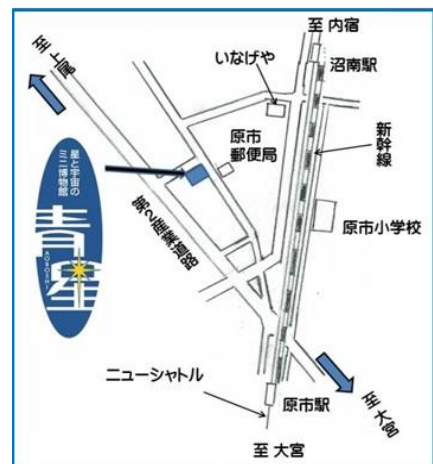 至 内宿
至 上尾
沼南駅
いなげや
新幹線
原市
郵便局
星と宇宙の
ミニ博物館
青星
AOBOSHI
第2産業道路
原市小学校
ニューシャトル
原市駅
至 大宮
至 大宮